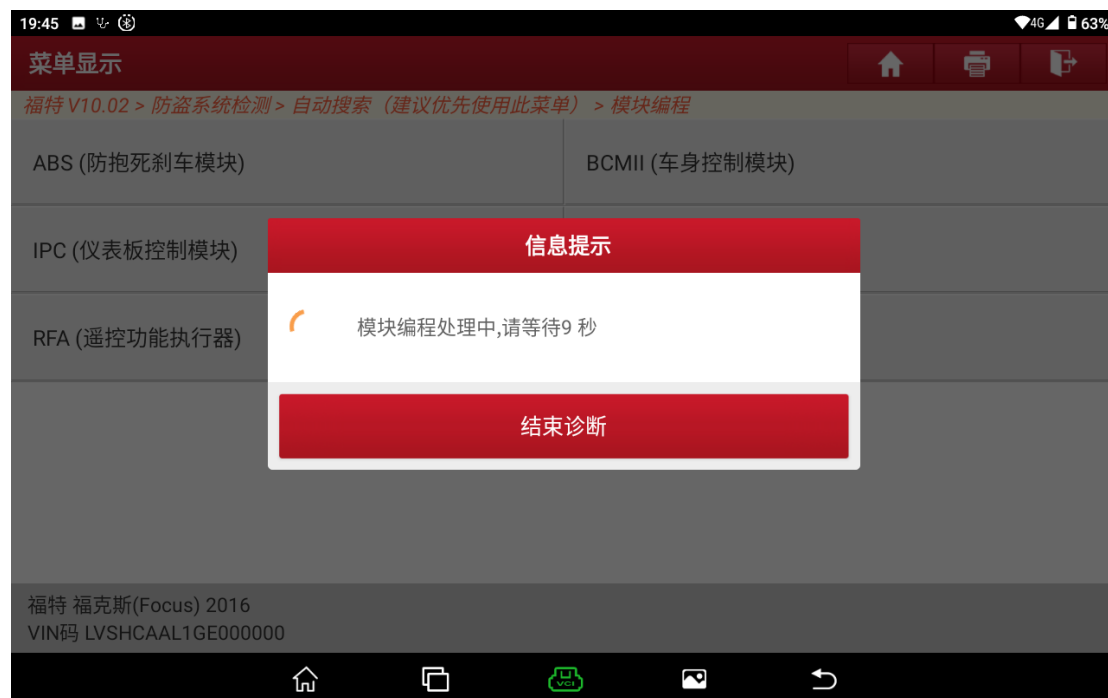 19:45
4G 63%
菜单显示
福特 V10.02 > 防盗系统检测 > 自动搜索（建议优先使用此菜单） > 模块编程
ABS (防抱死刹车模块)
BCMII (车身控制模块)
IPC (仪表板控制模块)
信息提示
模块编程处理中,请等待9 秒
RFA (遥控功能执行器)
结束诊断
福特 福克斯(Focus) 2016
VIN码 LVSHCAAL1GE000000
VCI